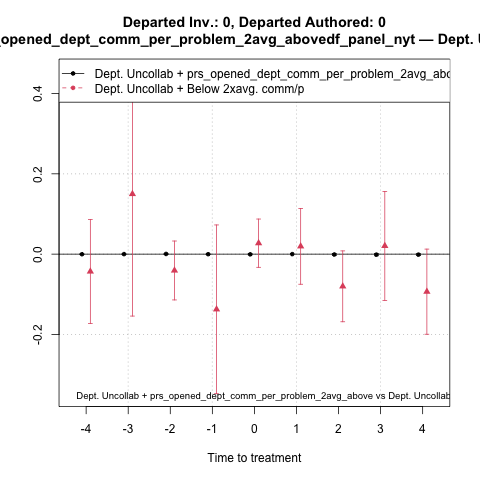 Departed Inv.: 0, Departed Authored: 0
_opened_dept_comm_per_problem_2avg_abovedf_panel_nyt — Dept.
Dept. Uncollab + prs_opened_dept_comm_per_problem_2avg_abo
Dept. Uncollab + Below 2xavg. comm/p
0.4
0.2
0.0
-0.2
Dept. Uncollab + prs_opened_dept_comm_per_problem_2avg_above vs Dept. Uncollab
-4 -3 -2 -1 0 1 2 3 4
Time to treatment